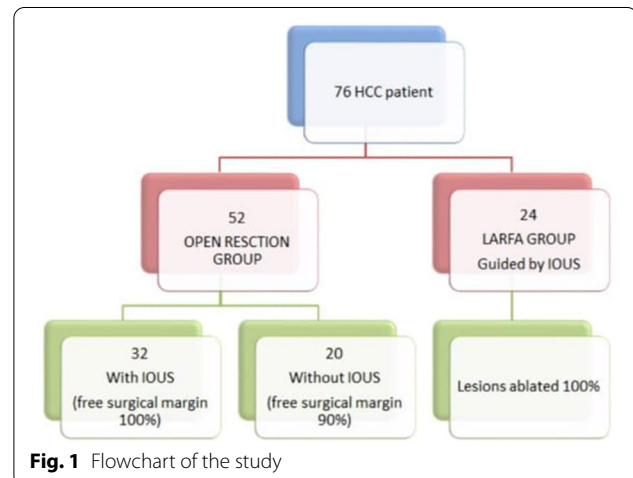 76 HCC patient
52
OPEN RESCTION
GROUP
24
LARFA GROUP
Guided by IOUS
32
With IOUS
(free surgical margin
100%)
20
Without IOUS
(free surgical margin
90%)
Lesions ablated 100%
Fig. 1 Flowchart of the study